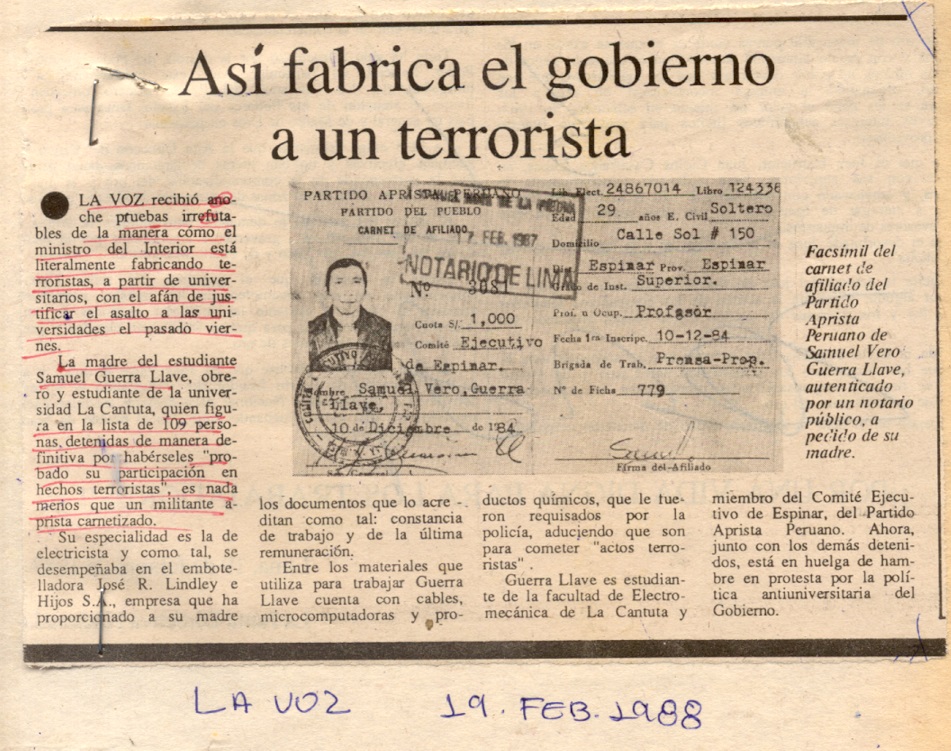 Así fabrica el gobierno
a un terrorista
LA VOZ recibió ano-
che pruebas irrefuta-
bles de la manera cómo el
ministro del Interior está
literalmente fabricando te-
rroristas, a partir de univer-
sitarios, con el afán de jus-
tificar el asalto a las uni-
versidades el pasado vier-
nes.
La madre del estudiante
Samuel Guerra Llave, obre-
ro y estudiante de la univer-
sidad La Cantuta, quien figu-
ra en la lista de 109 perso-
nas, detenidas de manera de-
finitiva por habérseles "pro-
bado su participación en
hechos terroristas", es nada
menos que un militante a-
prista carnetizado.
Su especialidad es la de
electricista y como tal, se
desempeñaba en el embote-
lladora José R. Lindley e
Hijos S.A., empresa que ha
proporcionado a su madre
PARTIDO APRISTA PERUANO
PARTIDO DEL PUEBLO
CARNET DE AFILIADO
17 FEB. 1987
NOTARIO DE LIMA
Nº 3081
Cuota S/. 1,000
Comité Ejecutivo
de Espinar.
Nombre Samuel Vero, Guerra
Llave
10 de Diciembre de 1984
Lib. Elect. 24867014 Libro 124338
Edad 29 años E. Civil Soltero
Domicilio Calle Sol # 150
Espinar Prov. Espinar
de Inst. Superior.
Prof. u Ocup. Profesor
Fecha 1ra Inscripc. 10-12-84
Brigada de Trab. Prensa-Prop.
Nº de Ficha 779
Firma del Afiliado
Facsímil del
carnet de
afiliado del
Partido
Aprista
Peruano de
Samuel Vero
Guerra Llave,
autenticado
por un notario
público, a
pedido de su
madre.
los documentos que lo acre-
ditan como tal: constancia
de trabajo y de la última
remuneración.
Entre los materiales que
utiliza para trabajar Guerra
Llave cuenta con cables,
microcomputadoras y pro-
ductos químicos, que le fue-
ron requisados por la
policía, aduciendo que son
para cometer "actos terro-
ristas".
Guerra Llave es estudian-
te de la facultad de Electro-
mecánica de La Cantuta y
miembro del Comité Ejecu-
tivo de Espinar, del Partido
Aprista Peruano. Ahora,
junto con los demás deteni-
dos, está en huelga de ham-
bre en protesta por la polí-
tica antiuniversitaria del
Gobierno.
LA VOZ 19. FEB. 1988